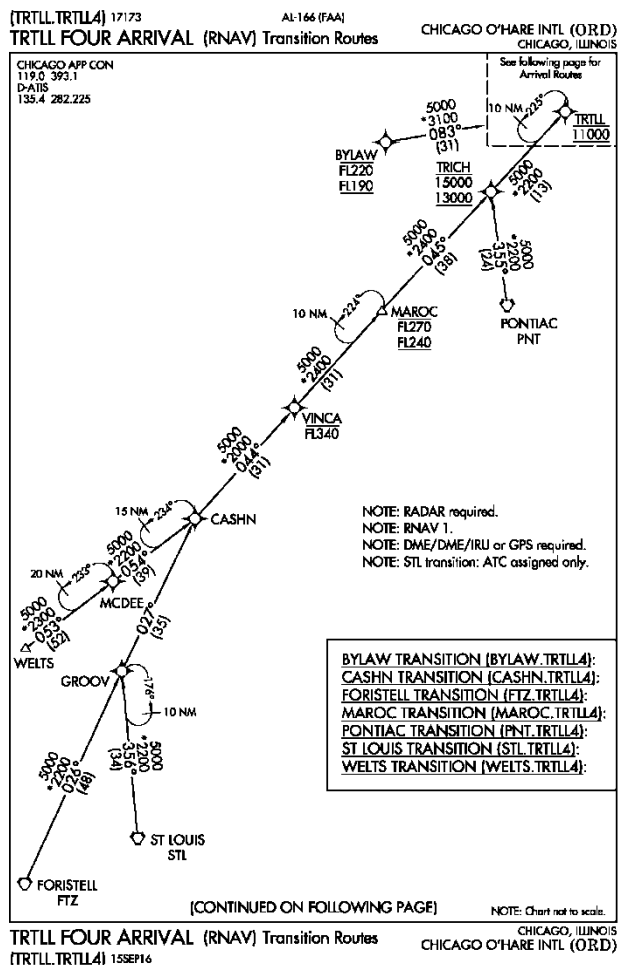 (TRTLL.TRTLL4) 17173
AL-166 (FAA)
TRTLL FOUR ARRIVAL (RNAV) Transition Routes
CHICAGO O'HARE INTL (ORD)
CHICAGO, ILLINOIS
CHICAGO APP CON
119.0 393.1
D-ATIS
135.4 282.225
See following page for
Arrival Routes
10 NM
225°
TRTLL
11000
5000
*3100
083°
(31)
BYLAW
FL220
FL190
TRICH
15000
13000
5000
*2200
(13)
5000
*2400
045°
(38)
5000
*2200
355°
(24)
PONTIAC
PNT
10 NM
224°
MAROC
FL270
FL240
5000
*2400
(31)
VINCA
FL340
5000
*2000
044°
(31)
15 NM
234°
CASHN
NOTE: RADAR required.
NOTE: RNAV 1.
NOTE: DME/DME/IRU or GPS required.
NOTE: STL transition: ATC assigned only.
5000
*2200
054°
(39)
20 NM
233°
MCDEE
5000
*2300
053°
(52)
WELTS
027°
(35)
GROOV
176°
10 NM
5000
*2200
356°
(34)
5000
*2200
026°
(48)
ST LOUIS
STL
FORISTELL
FTZ
BYLAW TRANSITION (BYLAW.TRTLL4):
CASHN TRANSITION (CASHN.TRTLL4):
FORISTELL TRANSITION (FTZ.TRTLL4):
MAROC TRANSITION (MAROC.TRTLL4):
PONTIAC TRANSITION (PNT.TRTLL4):
ST LOUIS TRANSITION (STL.TRTLL4):
WELTS TRANSITION (WELTS.TRTLL4):
(CONTINUED ON FOLLOWING PAGE)
NOTE: Chart not to scale.
TRTLL FOUR ARRIVAL (RNAV) Transition Routes
(TRTLL.TRTLL4) 15SEP16
CHICAGO, ILLINOIS
CHICAGO O'HARE INTL (ORD)